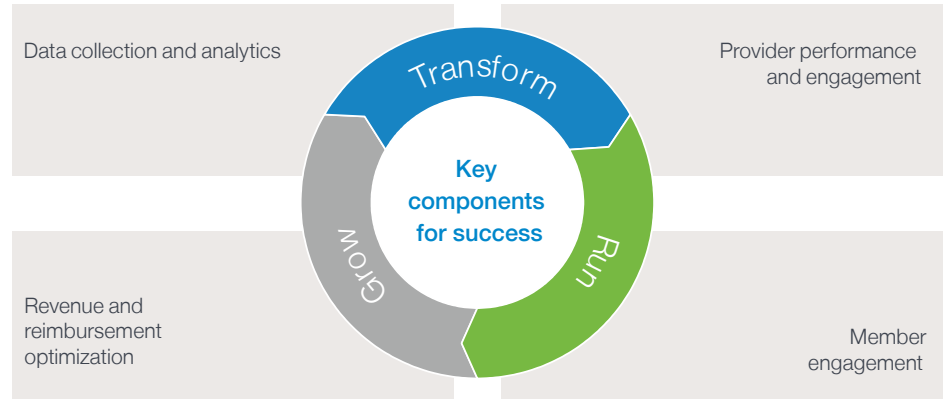 Data collection and analytics
Provider performance
and engagement
Transform
Key
components
for success
Run
Grow
Revenue and
reimbursement
optimization
Member
engagement